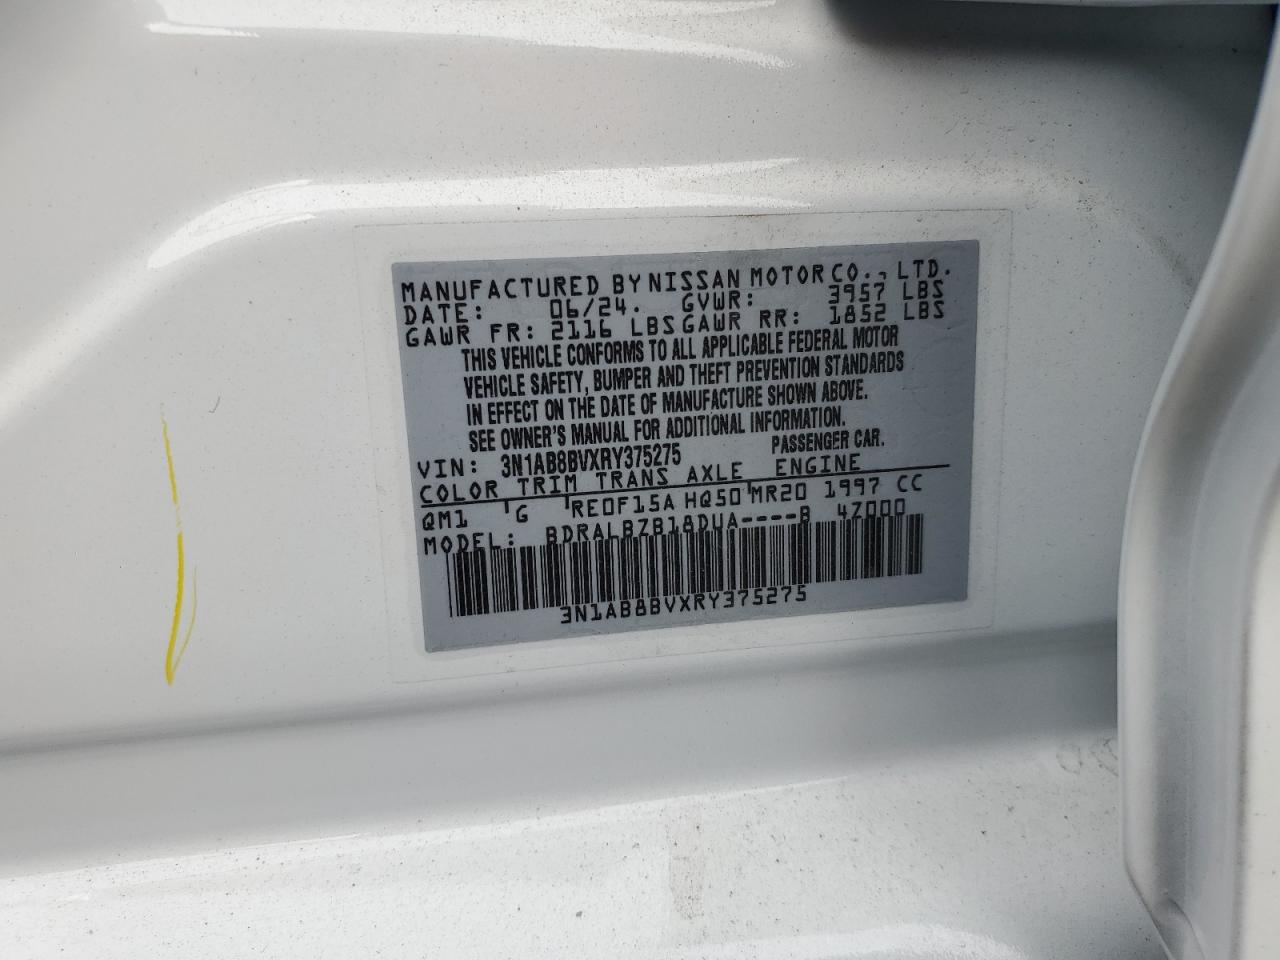 MANUFACTURED BY NISSAN MOTOR CO., LTD.
DATE: 06/24. GVWR: 3957 LBS
GAWR FR: 2116 LBS GAWR RR: 1852 LBS
THIS VEHICLE CONFORMS TO ALL APPLICABLE FEDERAL MOTOR
VEHICLE SAFETY, BUMPER AND THEFT PREVENTION STANDARDS
IN EFFECT ON THE DATE OF MANUFACTURE SHOWN ABOVE.
SEE OWNER'S MANUAL FOR ADDITIONAL INFORMATION.
VIN: 3N1AB8BVXRY375275 PASSENGER CAR.
COLOR TRIM TRANS AXLE ENGINE
QM1 G RE0F15A HQ50 MR20 1997 CC
MODEL: BDRALBZB18DUA----B 4Z000
3N1AB8BVXRY375275